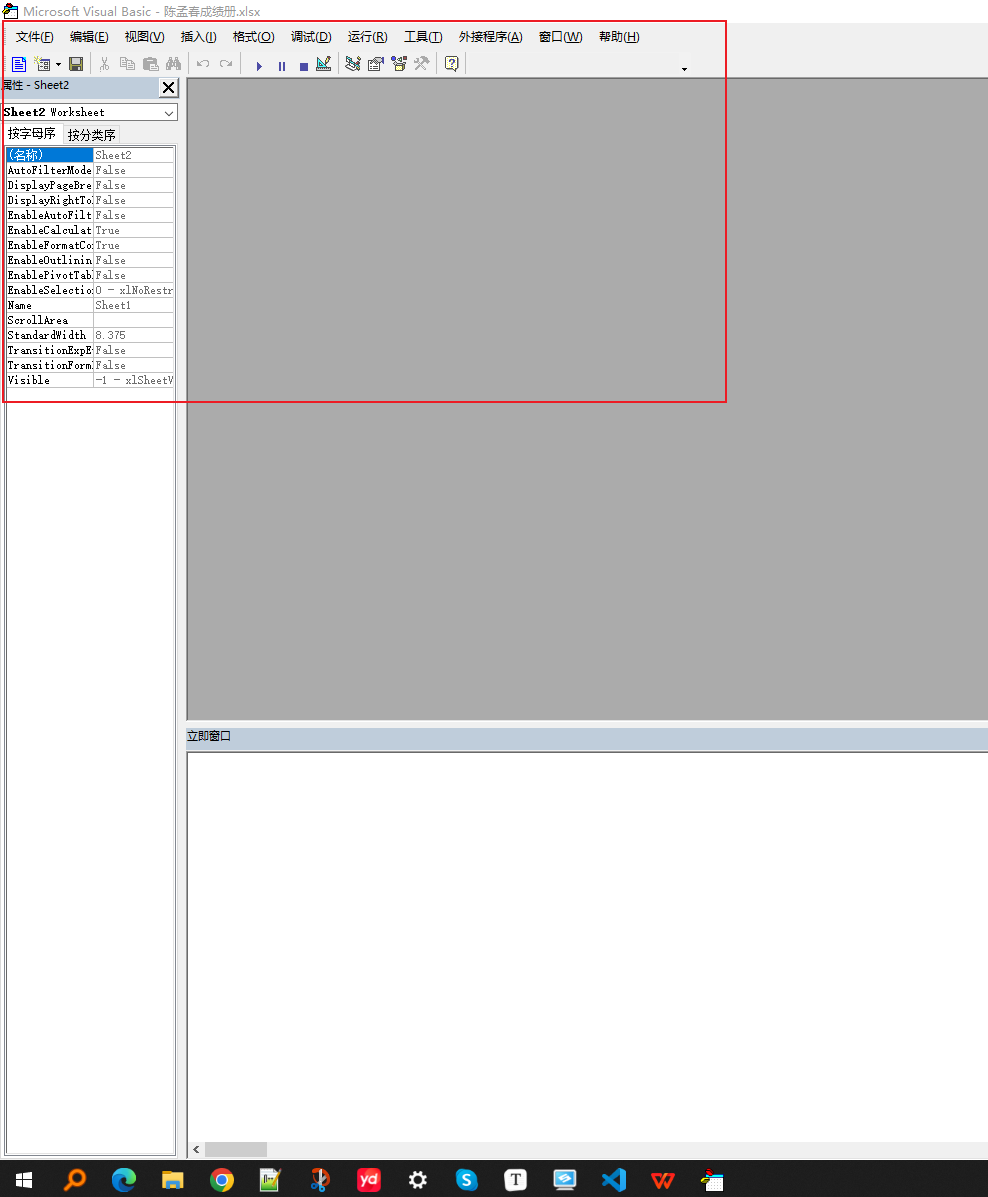 Microsoft Visual Basic - 陈孟春成绩册.xlsx
文件(F) 编辑(E) 视图(V) 插入(I) 格式(O) 调试(D) 运行(R) 工具(T) 外接程序(A) 窗口(W) 帮助(H)
属性 - Sheet2
Sheet2 Worksheet
按字母序 按分类序
(名称) Sheet2
AutoFilterMode False
DisplayPageBre False
DisplayRightTo False
EnableAutoFilt False
EnableCalculat True
EnableFormatCo True
EnableOutlinin False
EnablePivotTab False
EnableSelectio 0 - xlNoRestr
Name Sheet1
ScrollArea
StandardWidth 8.375
TransitionExpE False
TransitionForm False
Visible -1 - xlSheetV
立即窗口
yd S T W